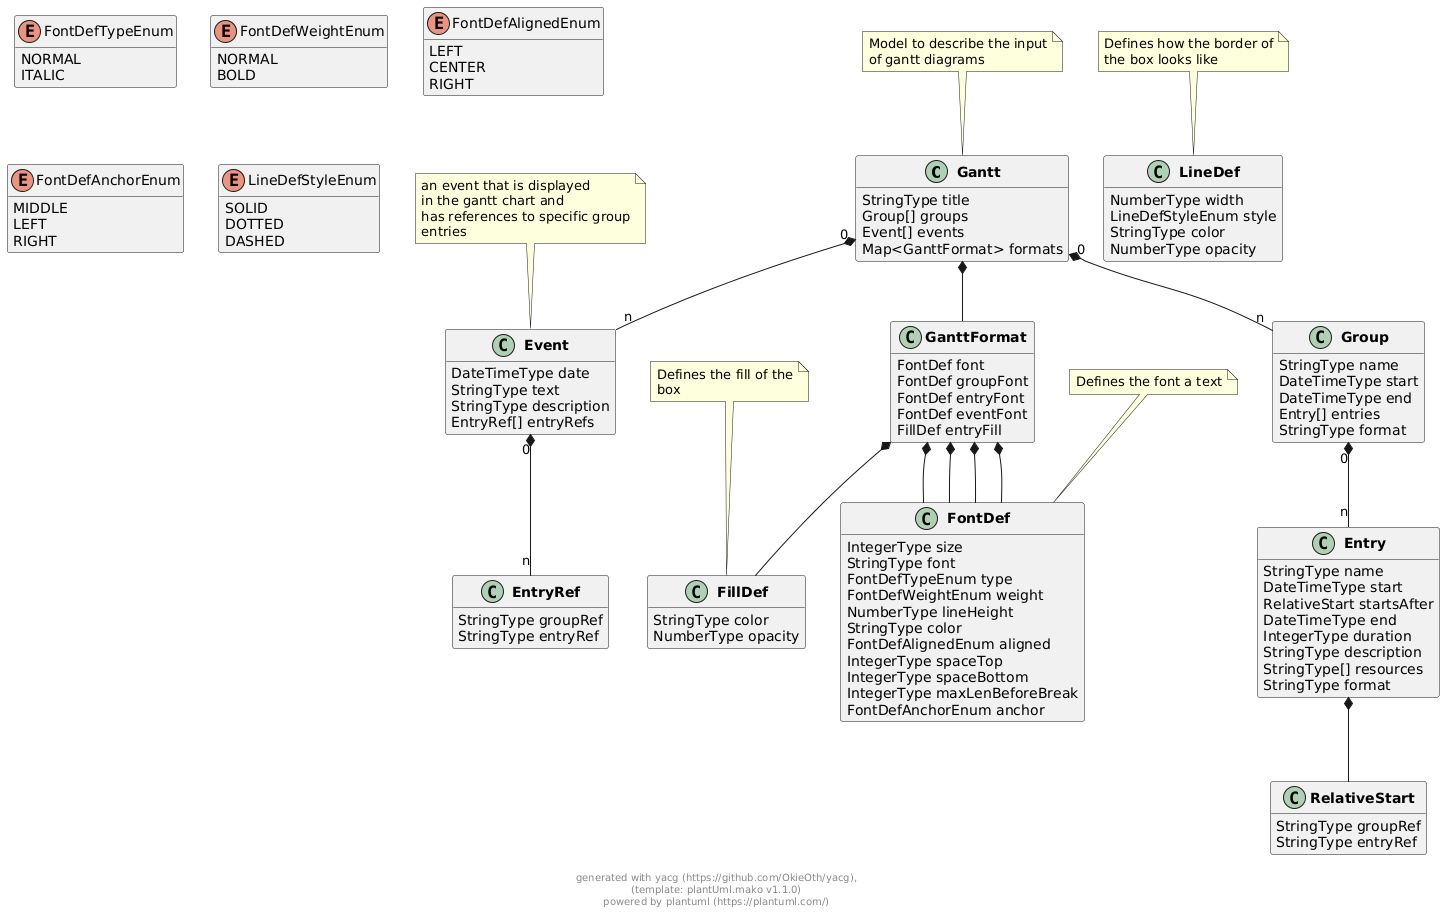 E FontDefTypeEnum
NORMAL
ITALIC
E FontDefWeightEnum
NORMAL
BOLD
E FontDefAlignedEnum
LEFT
CENTER
RIGHT
Model to describe the input
of gantt diagrams
Defines how the border of
the box looks like
E FontDefAnchorEnum
MIDDLE
LEFT
RIGHT
E LineDefStyleEnum
SOLID
DOTTED
DASHED
an event that is displayed
in the gantt chart and
has references to specific group
entries
C Gantt
StringType title
Group[] groups
Event[] events
Map<GanttFormat> formats
C LineDef
NumberType width
LineDefStyleEnum style
StringType color
NumberType opacity
0
0
n
n
C Event
DateTimeType date
StringType text
StringType description
EntryRef[] entryRefs
Defines the fill of the
box
C GanttFormat
FontDef font
FontDef groupFont
FontDef entryFont
FontDef eventFont
FillDef entryFill
Defines the font a text
C Group
StringType name
DateTimeType start
DateTimeType end
Entry[] entries
StringType format
0
n
0
n
C EntryRef
StringType groupRef
StringType entryRef
C FillDef
StringType color
NumberType opacity
C FontDef
IntegerType size
StringType font
FontDefTypeEnum type
FontDefWeightEnum weight
NumberType lineHeight
StringType color
FontDefAlignedEnum aligned
IntegerType spaceTop
IntegerType spaceBottom
IntegerType maxLenBeforeBreak
FontDefAnchorEnum anchor
C Entry
StringType name
DateTimeType start
RelativeStart startsAfter
DateTimeType end
IntegerType duration
StringType description
StringType[] resources
StringType format
C RelativeStart
StringType groupRef
StringType entryRef
generated with yacg (https://github.com/OkieOth/yacg),
(template: plantUml.mako v1.1.0)
powered by plantuml (https://plantuml.com/)